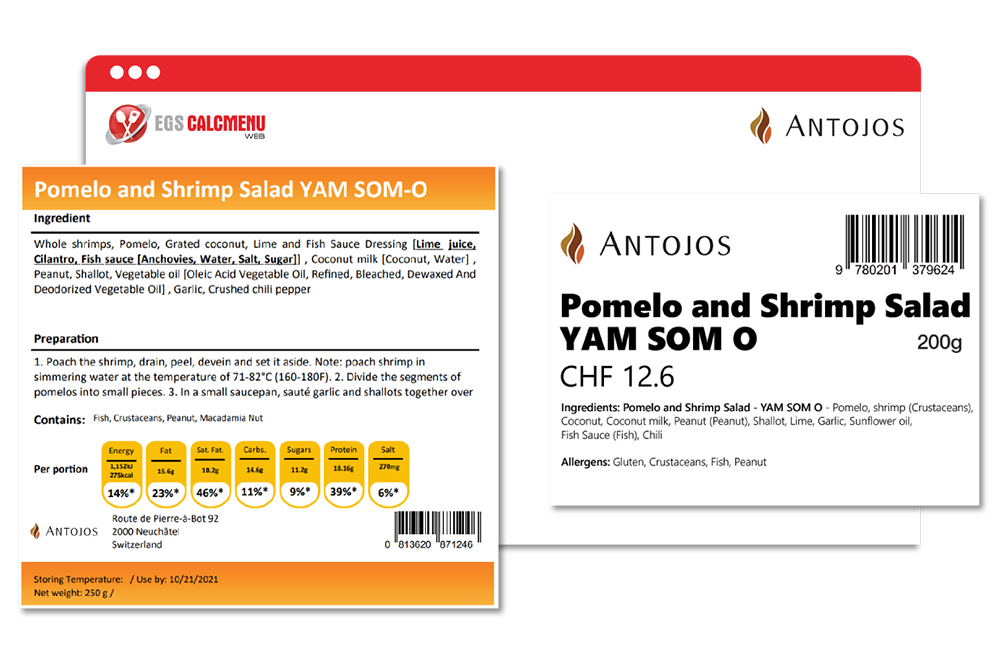 EGS CALCMENU
WEB
ANTOJOS
Pomelo and Shrimp Salad YAM SOM-O
Ingredient
Whole shrimps, Pomelo, Grated coconut, Lime and Fish Sauce Dressing [Lime juice,
Cilantro, Fish sauce [Anchovies, Water, Salt, Sugar]] , Coconut milk [Coconut, Water] ,
Peanut, Shallot, Vegetable oil [Oleic Acid Vegetable Oil, Refined, Bleached, Dewaxed And
Deodorized Vegetable Oil] , Garlic, Crushed chili pepper
Preparation
1. Poach the shrimp, drain, peel, devein and set it aside. Note: poach shrimp in
simmering water at the temperature of 71-82°C (160-180F). 2. Divide the segments of
pomelos into small pieces. 3. In a small saucepan, sauté garlic and shallots together over
Contains: Fish, Crustaceans, Peanut, Macadamia Nut
Per portion
Energy
1,152kJ
275kcal
14%*
Fat
15.6g
23%*
Sat. Fat.
10.2g
46%*
Carbs.
14.6g
11%*
Sugars
11.2g
9%*
Protein
18.16g
39%*
Salt
270mg
6%*
ANTOJOS
Route de Pierre-à-Bot 92
2000 Neuchâtel
Switzerland
0 813620 871246
Storing Temperature: / Use by: 10/21/2021
Net weight: 250 g /
ANTOJOS
9 780201 379624
Pomelo and Shrimp Salad
YAM SOM O
200g
CHF 12.6
Ingredients: Pomelo and Shrimp Salad - YAM SOM O - Pomelo, shrimp (Crustaceans),
Coconut, Coconut milk, Peanut (Peanut), Shallot, Lime, Garlic, Sunflower oil,
Fish Sauce (Fish), Chili
Allergens: Gluten, Crustaceans, Fish, Peanut